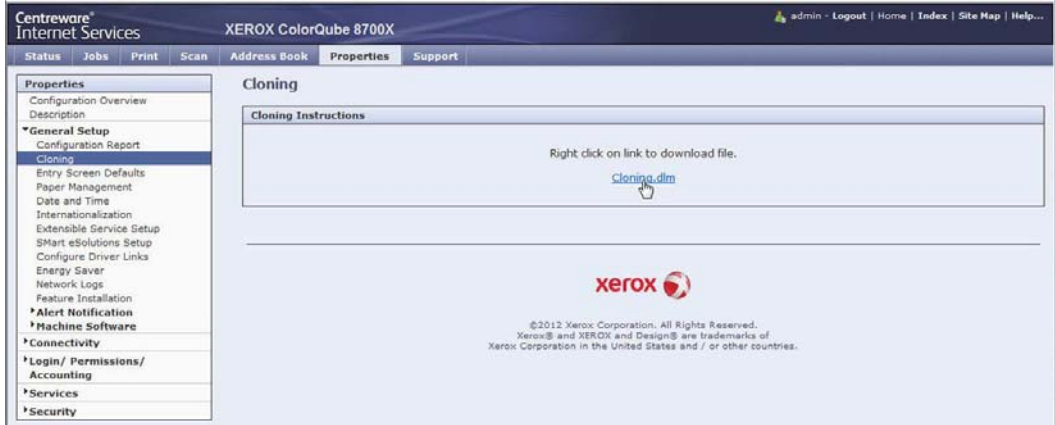 Centreware®
Internet Services
XEROX ColorQube 8700X
admin - Logout | Home | Index | Site Map | Help...
Status Jobs Print Scan Address Book Properties Support
Properties
Configuration Overview
Description
General Setup
Configuration Report
Cloning
Entry Screen Defaults
Paper Management
Date and Time
Internationalization
Extensible Service Setup
SMart eSolutions Setup
Configure Driver Links
Energy Saver
Network Logs
Feature Installation
Alert Notification
Machine Software
Connectivity
Login/ Permissions/
Accounting
Services
Security
Cloning
Cloning Instructions
Right click on link to download file.
Cloning.dlm
xerox
©2012 Xerox Corporation. All Rights Reserved.
Xerox® and XEROX and Design® are trademarks of
Xerox Corporation in the United States and / or other countries.